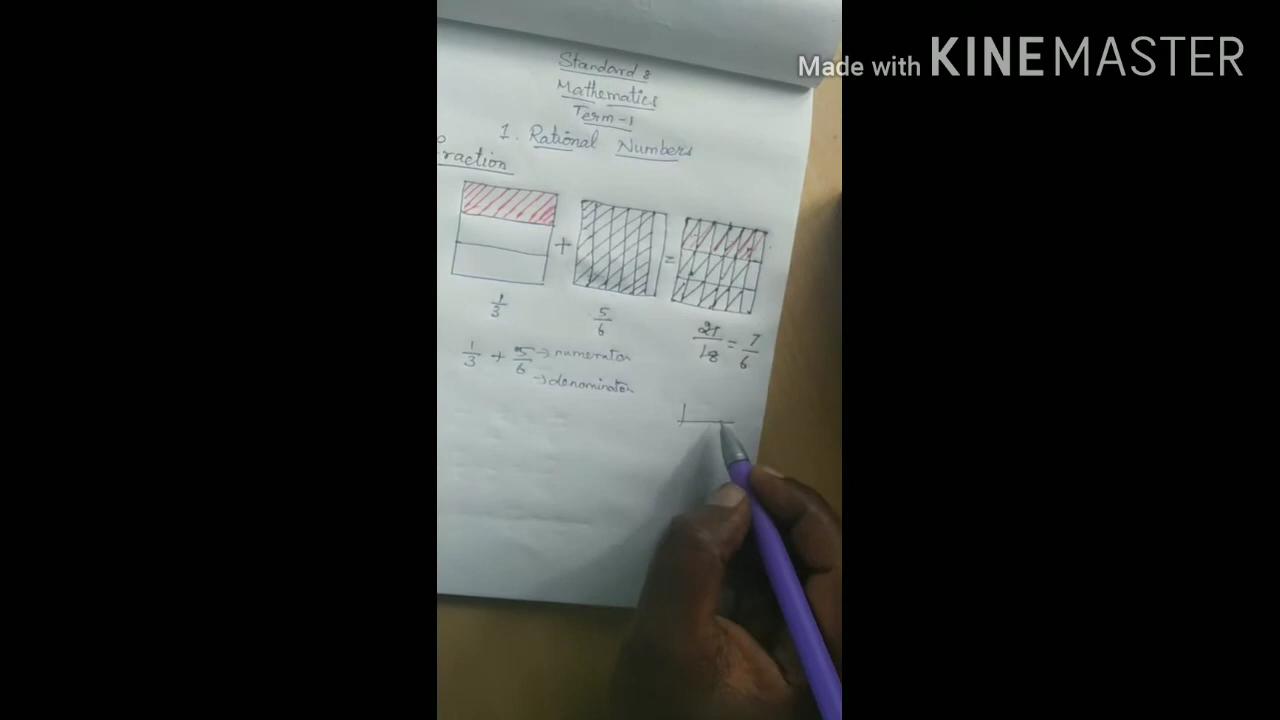 Made with KINEMASTER
Standard 8
Mathematics
Term-1
1. Rational Numbers
raction
+ =
1/3 5/6 21/18 = 7/6
1/3 + 5/6 → numerator
→ denominator